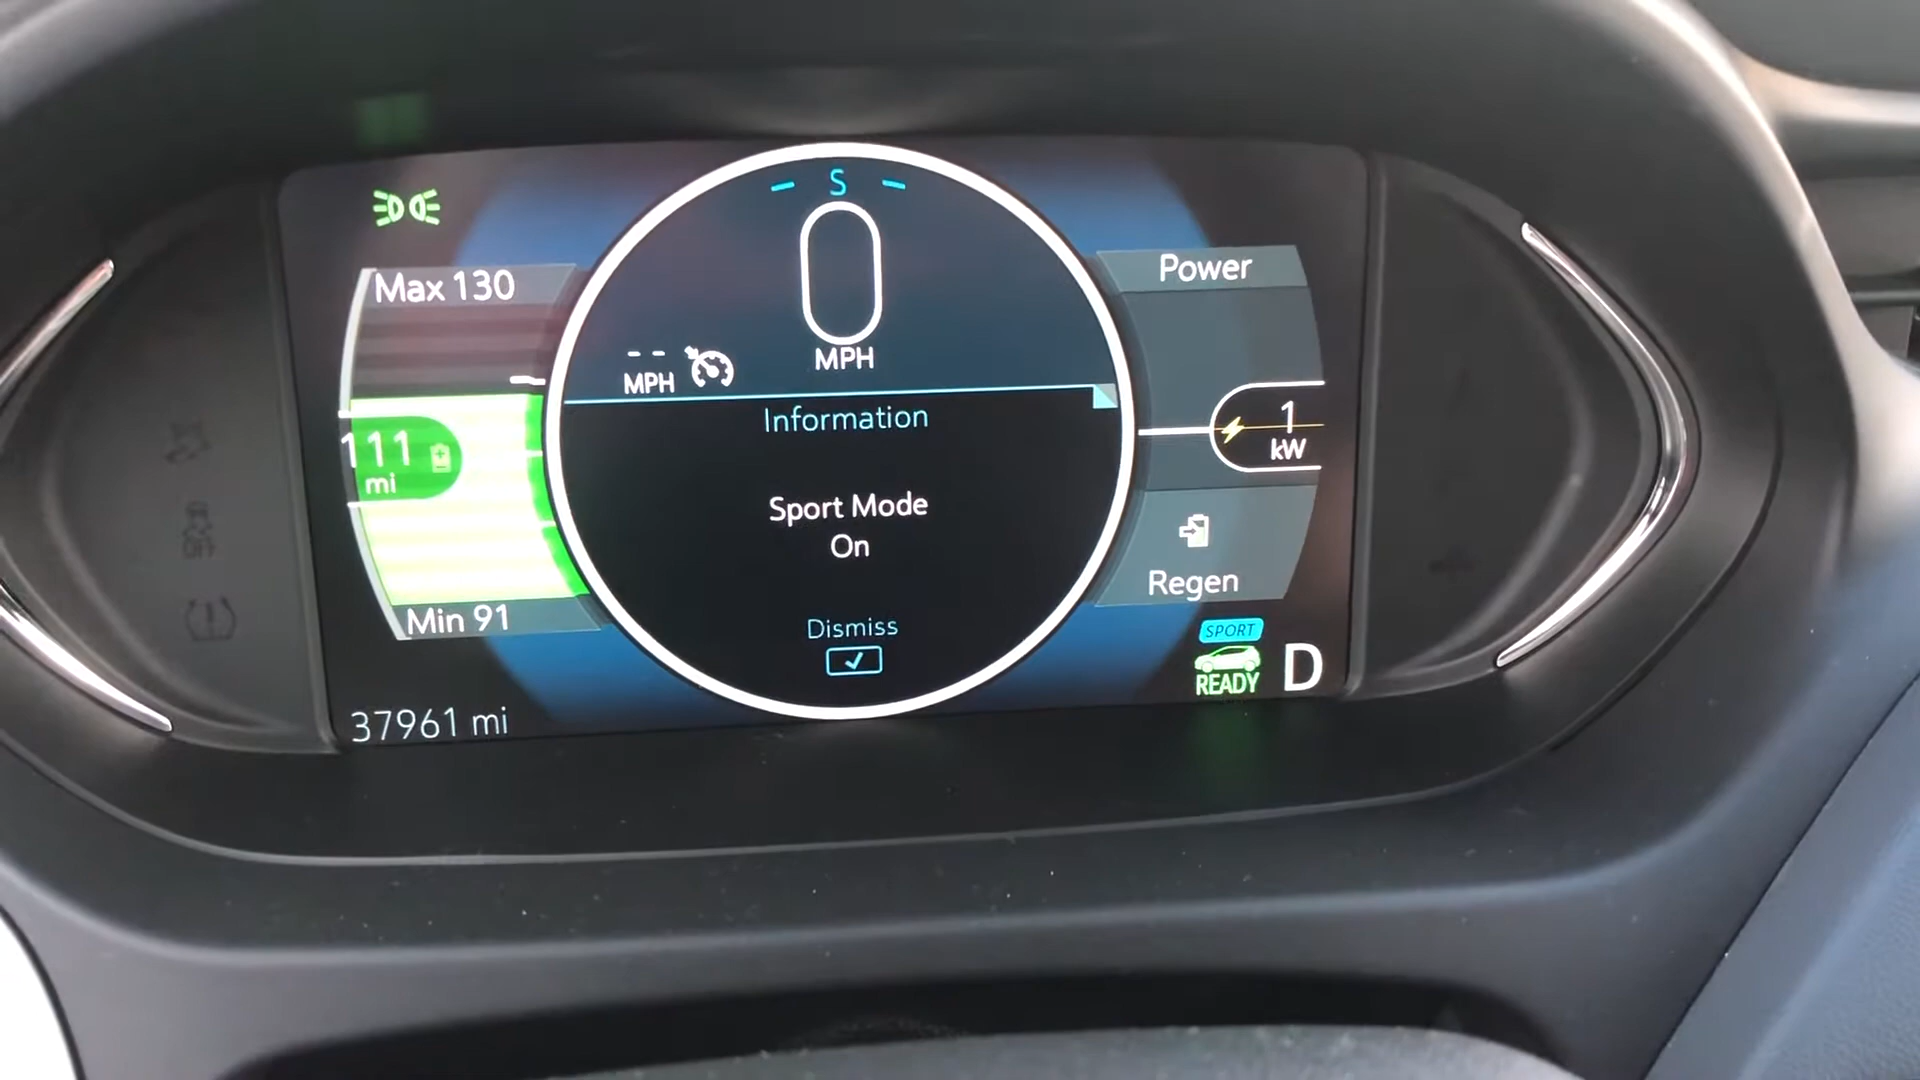 – S –
0
MPH
-- MPH
Max 130
111
mi
Min 91
37961 mi
Information
Sport Mode
On
Dismiss
Power
1
kW
Regen
SPORT
READY
D
OFF